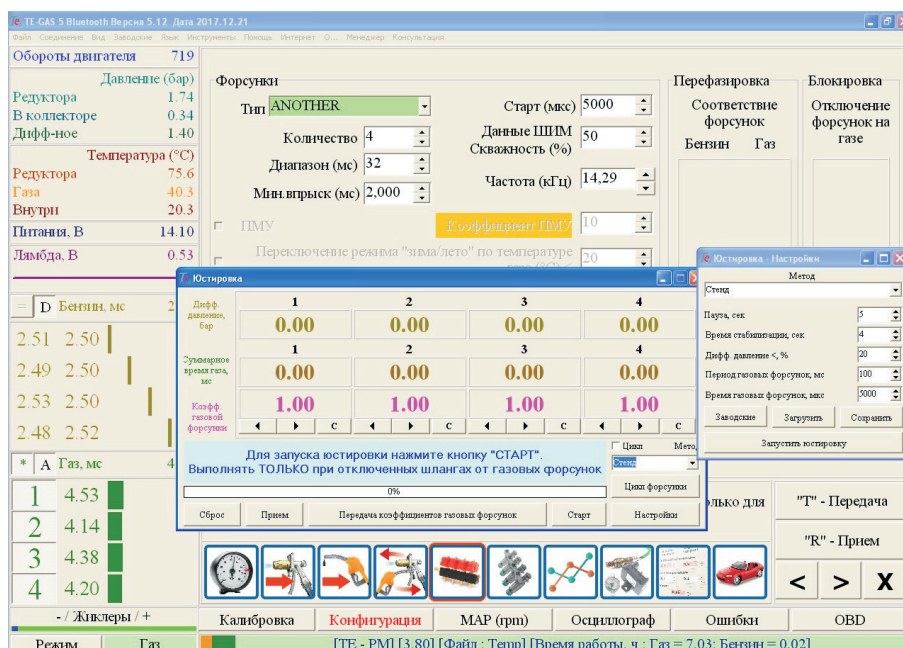 TE-GAS 5 Bluetooth Версия 5.12 Дата 2017.12.21
Файл Соединение Вид Заводские Язык Инструменты Помощь Интернет О... Менеджер Консультация
Обороты двигателя 719
Давление (бар)
Редуктора 1.74
В коллекторе 0.34
Дифф-ное 1.40
Температура (°C)
Редуктора 75.6
Газа 40.3
Внутри 20.3
Питания, В 14.10
Лямбда, В 0.53
= D Бензин, мс 2
2.51 2.50
2.49 2.50
2.53 2.50
2.48 2.52
* A Газ, мс 4
1 4.53
2 4.14
3 4.38
4 4.20
- / Жиклеры / +
Режим Газ
Форсунки
Тип ANOTHER
Количество 4
Диапазон (мс) 32
Мин.впрыск (мс) 2,000
Старт (мкс) 5000
Данные ШИМ
Скважность (%) 50
Частота (кГц) 14,29
ПМУ Коэффициент ПМУ 10
Переключение режима "зима/лето" по температуре
20
Перефазировка
Соответствие
форсунок
Бензин Газ
Блокировка
Отключение
форсунок на
газе
Юстировка
1 2 3 4
Дифф.
давление,
бар
0.00 0.00 0.00 0.00
1 2 3 4
Суммарное
время газа,
мс
0.00 0.00 0.00 0.00
Коэфф.
газовой
форсунки
1.00 1.00 1.00 1.00
С С С С
Для запуска юстировки нажмите кнопку "СТАРТ".
Выполнять ТОЛЬКО при отключенных шлангах от газовых форсунок
0%
Цикл Мето
Стенд
Цикл форсунки
Сброс Прием Передача коэффициентов газовых форсунок Старт Настройки
Юстировка - Настройки
Метод
Стенд
Пауза, сек 5
Время стабилизации, сек 4
Дифф. давление <, % 20
Период газовых форсунок, мс 100
Время газовых форсунок, мкс 5000
Заводские Загрузить Сохранить
Запустить юстировку
только для
"T" - Передача
"R" - Прием
< > X
Калибровка Конфигурация MAP (rpm) Осциллограф Ошибки OBD
[TE - PM] [3.80] [Файл : Temp] [Время работы, ч : Газ = 7.03; Бензин = 0.02]